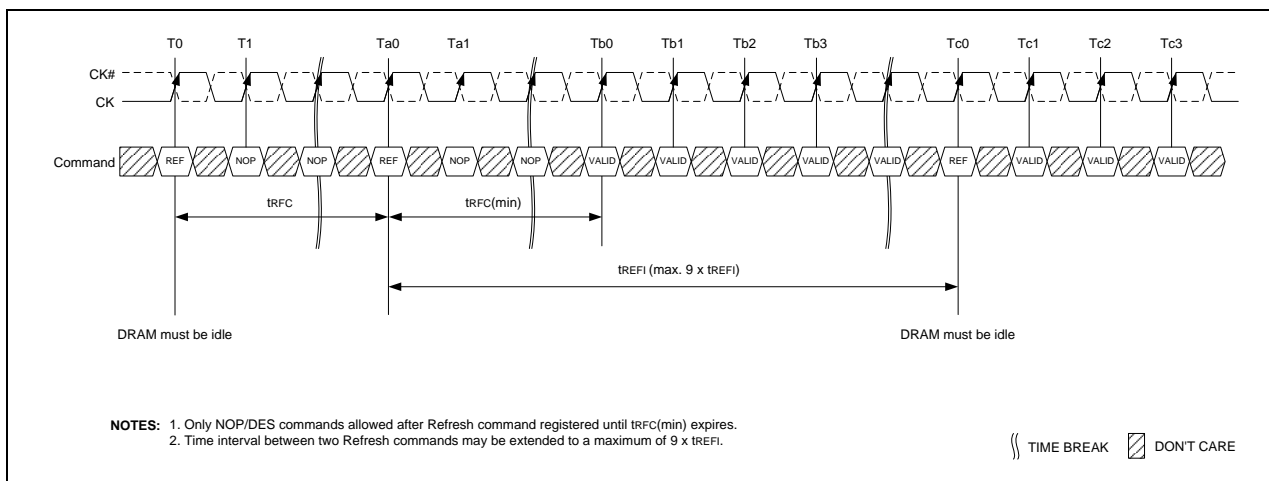 T0 T1 Ta0 Ta1 Tb0 Tb1 Tb2 Tb3 Tc0 Tc1 Tc2 Tc3
CK#
CK
Command REF NOP NOP REF NOP NOP VALID VALID VALID VALID VALID REF VALID VALID VALID
tRFC tRFC(min)
tREFI (max. 9 x tREFI)
DRAM must be idle DRAM must be idle
NOTES: 1. Only NOP/DES commands allowed after Refresh command registered until tRFC(min) expires.
2. Time interval between two Refresh commands may be extended to a maximum of 9 x tREFI.
TIME BREAK DON'T CARE